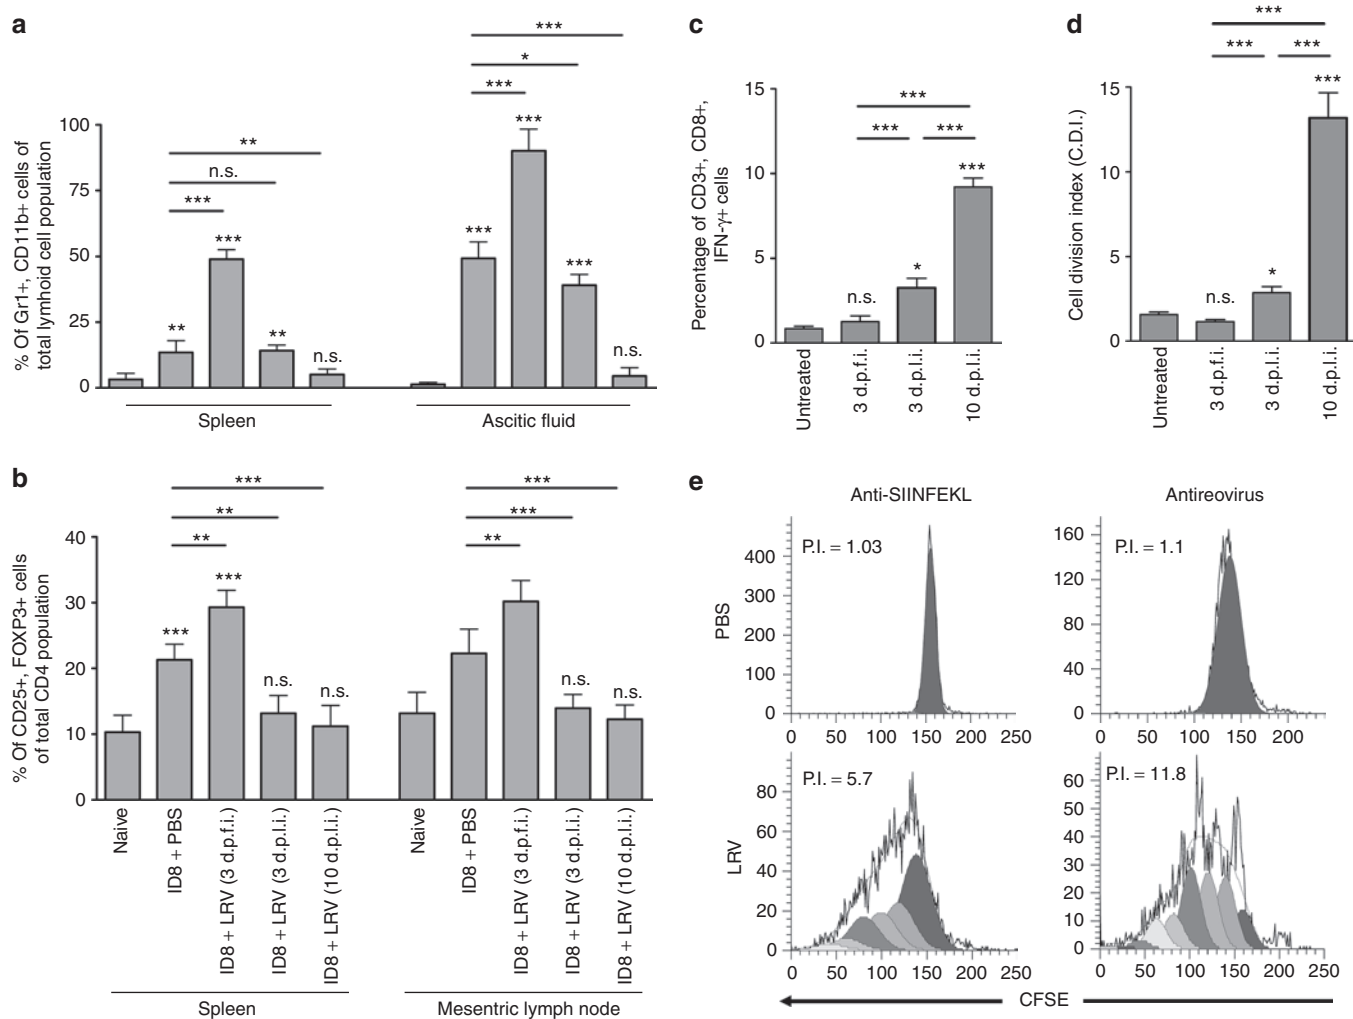 a
***
*
***
% Of Gr1+, CD11b+ cells of
total lymhoid cell population
100
75
50
25
0
**
n.s.
***
**
***
**
n.s.
***
***
***
n.s.
Spleen
Ascitic fluid
b
% Of CD25+, FOXP3+ cells
of total CD4 population
40
30
20
10
0
***
**
**
***
***
n.s.
n.s.
***
***
**
n.s.
n.s.
Naive
ID8 + PBS
ID8 + LRV (3 d.p.f.i.)
ID8 + LRV (3 d.p.l.i.)
ID8 + LRV (10 d.p.l.i.)
Naive
ID8 + PBS
ID8 + LRV (3 d.p.f.i.)
ID8 + LRV (3 d.p.l.i.)
ID8 + LRV (10 d.p.l.i.)
Spleen
Mesentric lymph node
c
Percentage of CD3+, CD8+,
IFN-γ+ cells
15
10
5
0
***
*** ***
***
*
n.s.
Untreated
3 d.p.f.i.
3 d.p.l.i.
10 d.p.l.i.
d
Cell division index (C.D.I.)
15
10
5
0
***
*** ***
***
*
n.s.
Untreated
3 d.p.f.i.
3 d.p.l.i.
10 d.p.l.i.
e
Anti-SIINFEKL
Antireovirus
PBS
P.I. = 1.03
400
300
200
100
0
0 50 100 150 200 250
P.I. = 1.1
160
120
80
40
0
0 50 100 150 200 250
LRV
P.I. = 5.7
80
60
40
20
0
0 50 100 150 200 250
P.I. = 11.8
60
50
40
30
20
10
0
0 50 100 150 200 250
CFSE